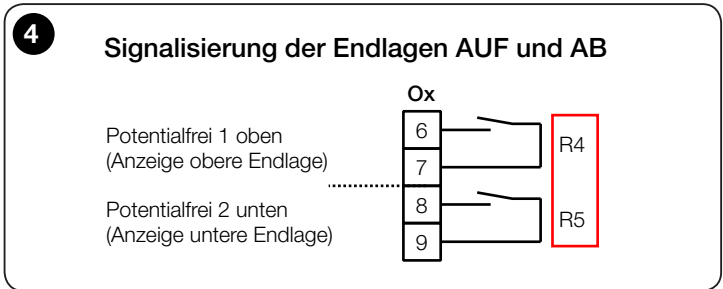 4
Signalisierung der Endlagen AUF und AB
Ox
Potentialfrei 1 oben
(Anzeige obere Endlage)
6
7
R4
Potentialfrei 2 unten
(Anzeige untere Endlage)
8
9
R5